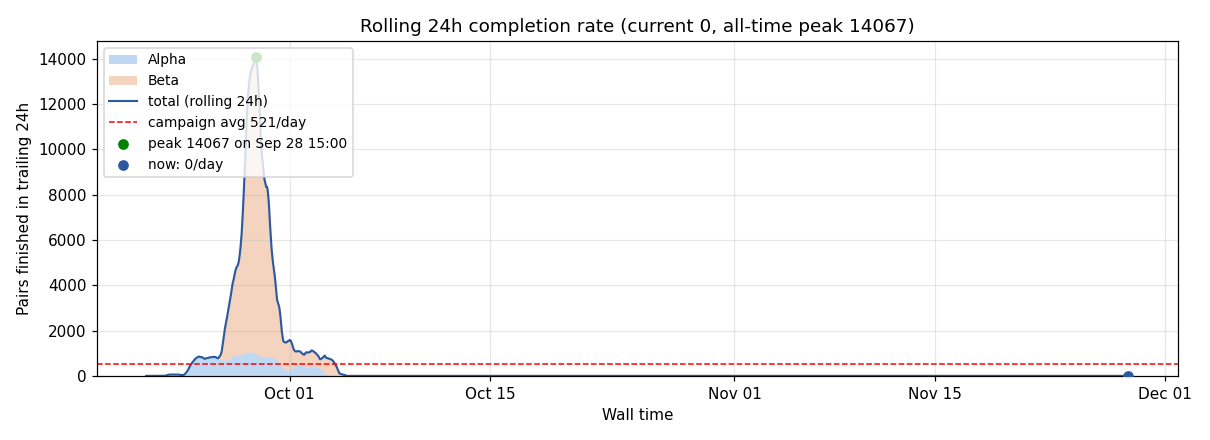 Rolling 24h completion rate (current 0, all-time peak 14067)
Pairs finished in trailing 24h
14000
12000
10000
8000
6000
4000
2000
0
Alpha
Beta
total (rolling 24h)
campaign avg 521/day
peak 14067 on Sep 28 15:00
now: 0/day
Oct 01
Oct 15
Nov 01
Nov 15
Dec 01
Wall time